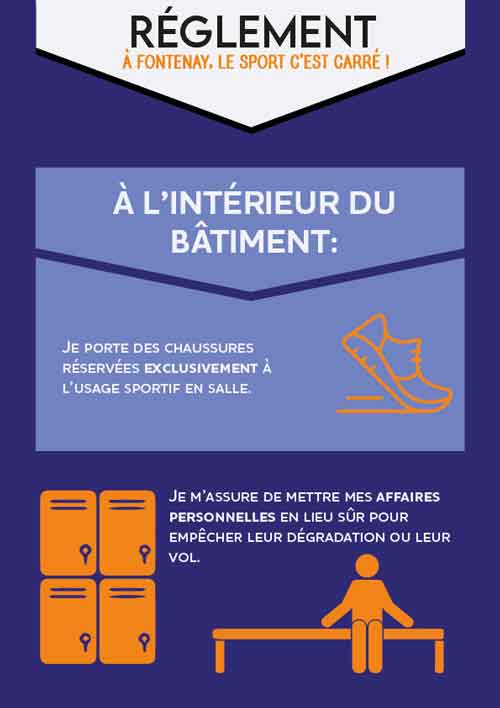 RÉGLEMENT
À FONTENAY, LE SPORT C'EST CARRÉ !
À L'INTÉRIEUR DU
BÂTIMENT:
JE PORTE DES CHAUSSURES
RÉSERVÉES EXCLUSIVEMENT À
L'USAGE SPORTIF EN SALLE.
JE M'ASSURE DE METTRE MES AFFAIRES
PERSONNELLES EN LIEU SÛR POUR
EMPÊCHER LEUR DÉGRADATION OU LEUR
VOL.